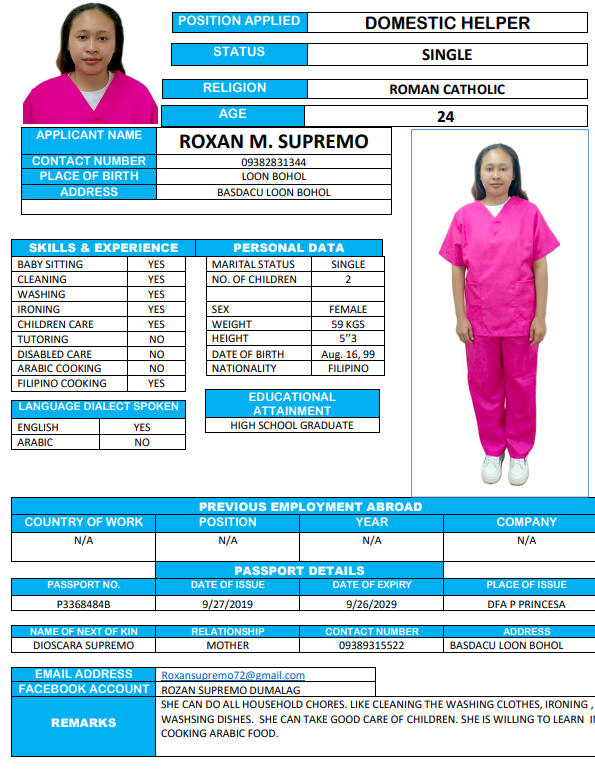 POSITION APPLIED DOMESTIC HELPER
STATUS SINGLE
RELIGION ROMAN CATHOLIC
AGE 24
APPLICANT NAME ROXAN M. SUPREMO
CONTACT NUMBER 09382831344
PLACE OF BIRTH LOON BOHOL
ADDRESS BASDACU LOON BOHOL
SKILLS & EXPERIENCE
BABY SITTING YES
CLEANING YES
WASHING YES
IRONING YES
CHILDREN CARE YES
TUTORING NO
DISABLED CARE NO
ARABIC COOKING NO
FILIPINO COOKING YES
LANGUAGE DIALECT SPOKEN
ENGLISH YES
ARABIC NO
PERSONAL DATA
MARITAL STATUS SINGLE
NO. OF CHILDREN 2
SEX FEMALE
WEIGHT 59 KGS
HEIGHT 5"3
DATE OF BIRTH Aug. 16, 99
NATIONALITY FILIPINO
EDUCATIONAL
ATTAINMENT
HIGH SCHOOL GRADUATE
PREVIOUS EMPLOYMENT ABROAD
COUNTRY OF WORK POSITION YEAR COMPANY
N/A N/A N/A N/A
PASSPORT DETAILS
PASSPORT NO. DATE OF ISSUE DATE OF EXPIRY PLACE OF ISSUE
P3368484B 9/27/2019 9/26/2029 DFA P PRINCESA
NAME OF NEXT OF KIN RELATIONSHIP CONTACT NUMBER ADDRESS
DIOSCARA SUPREMO MOTHER 09389315522 BASDACU LOON BOHOL
EMAIL ADDRESS Roxansupremo72@gmail.com
FACEBOOK ACCOUNT ROZAN SUPREMO DUMALAG
REMARKS
SHE CAN DO ALL HOUSEHOLD CHORES. LIKE CLEANING THE WASHING CLOTHES, IRONING ,
WASHSING DISHES. SHE CAN TAKE GOOD CARE OF CHILDREN. SHE IS WILLING TO LEARN
COOKING ARABIC FOOD.